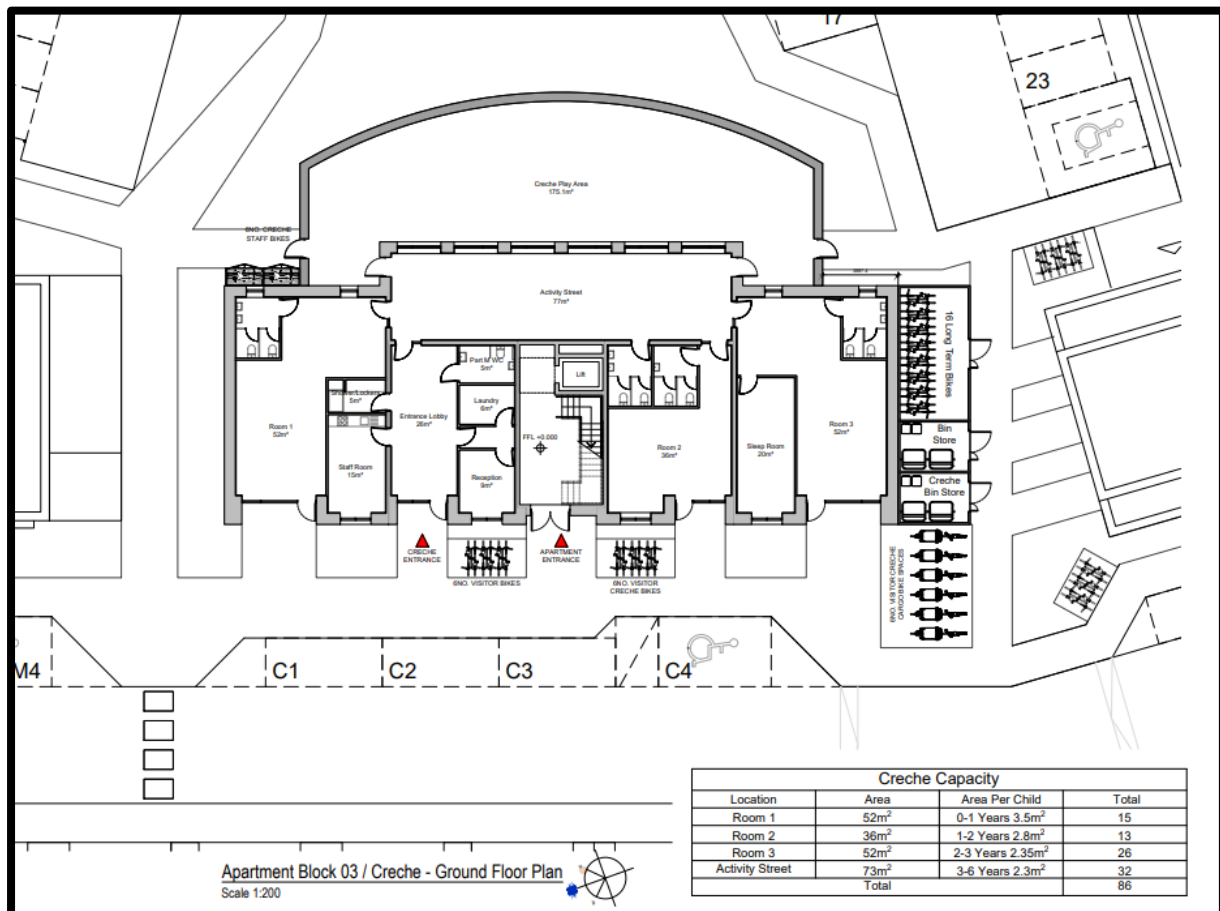 17
23
Creche Play Area
175.1m²
6NO. CRECHE
STAFF BIKES
Activity Street
77m²
16 Long Term Bikes
Part M WC
5m²
Lift
Shower/Lockers
5m²
Laundry
6m²
Entrance Lobby
26m²
Room 1
52m²
FFL +0.000
Room 2
36m²
Sleep Room
20m²
Room 3
52m²
Bin
Store
Staff Room
15m²
Reception
9m²
Creche
Bin Store
CRECHE
ENTRANCE
APARTMENT
ENTRANCE
6NO. VISITOR BIKES
6NO. VISITOR
CRECHE BIKES
6NO. VISITOR CRECHE
CARGO BIKE SPACES
M4
C1
C2
C3
C4
Creche Capacity
Location Area Area Per Child Total
Room 1 52m² 0-1 Years 3.5m² 15
Room 2 36m² 1-2 Years 2.8m² 13
Room 3 52m² 2-3 Years 2.35m² 26
Activity Street 73m² 3-6 Years 2.3m² 32
Total 86
Apartment Block 03 / Creche - Ground Floor Plan
Scale 1:200